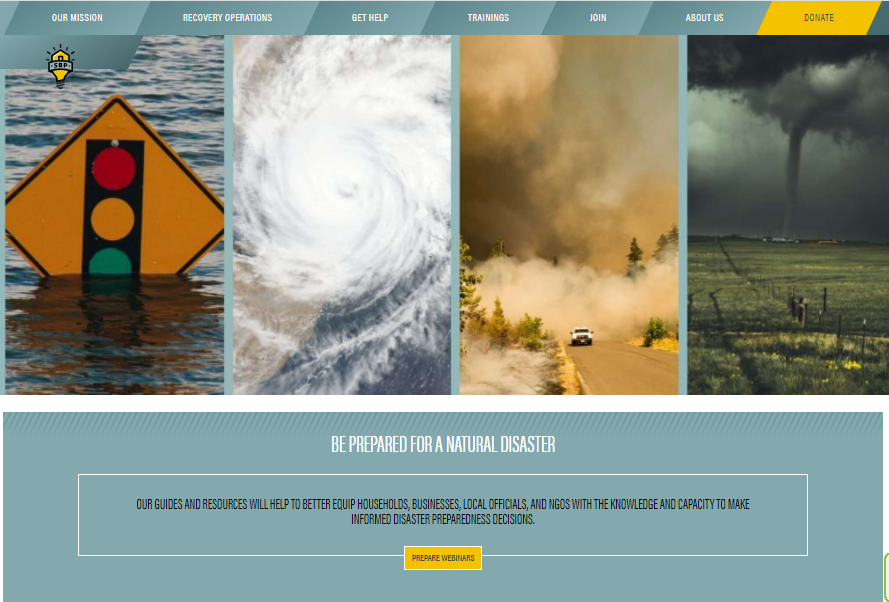 OUR MISSION
RECOVERY OPERATIONS
GET HELP
TRAININGS
JOIN
ABOUT US
DONATE
SBP
BE PREPARED FOR A NATURAL DISASTER
OUR GUIDES AND RESOURCES WILL HELP TO BETTER EQUIP HOUSEHOLDS, BUSINESSES, LOCAL OFFICIALS, AND NGOS WITH THE KNOWLEDGE AND CAPACITY TO MAKE
INFORMED DISASTER PREPAREDNESS DECISIONS.
PREPARE WEBINARS